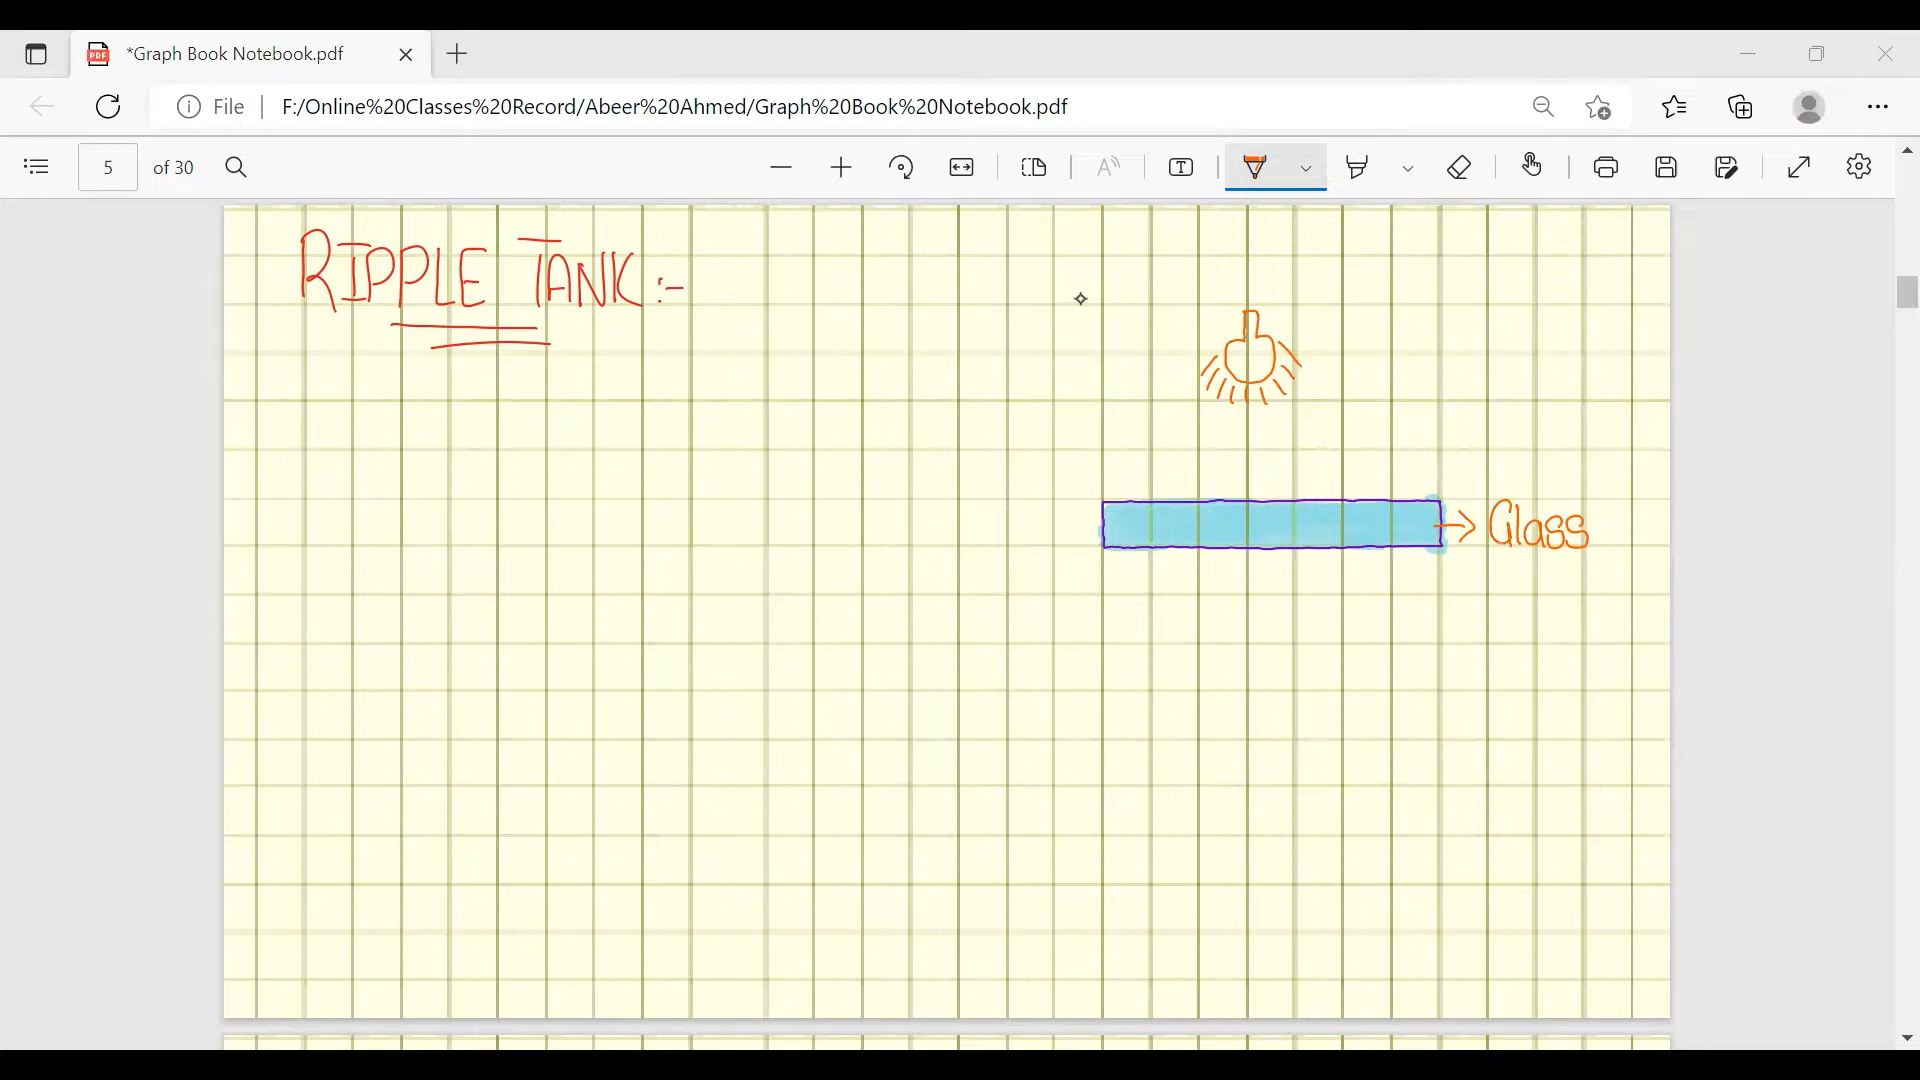 *Graph Book Notebook.pdf
File
F:/Online%20Classes%20Record/Abeer%20Ahmed/Graph%20Book%20Notebook.pdf
5 of 30
RIPPLE TANK :-
Glass